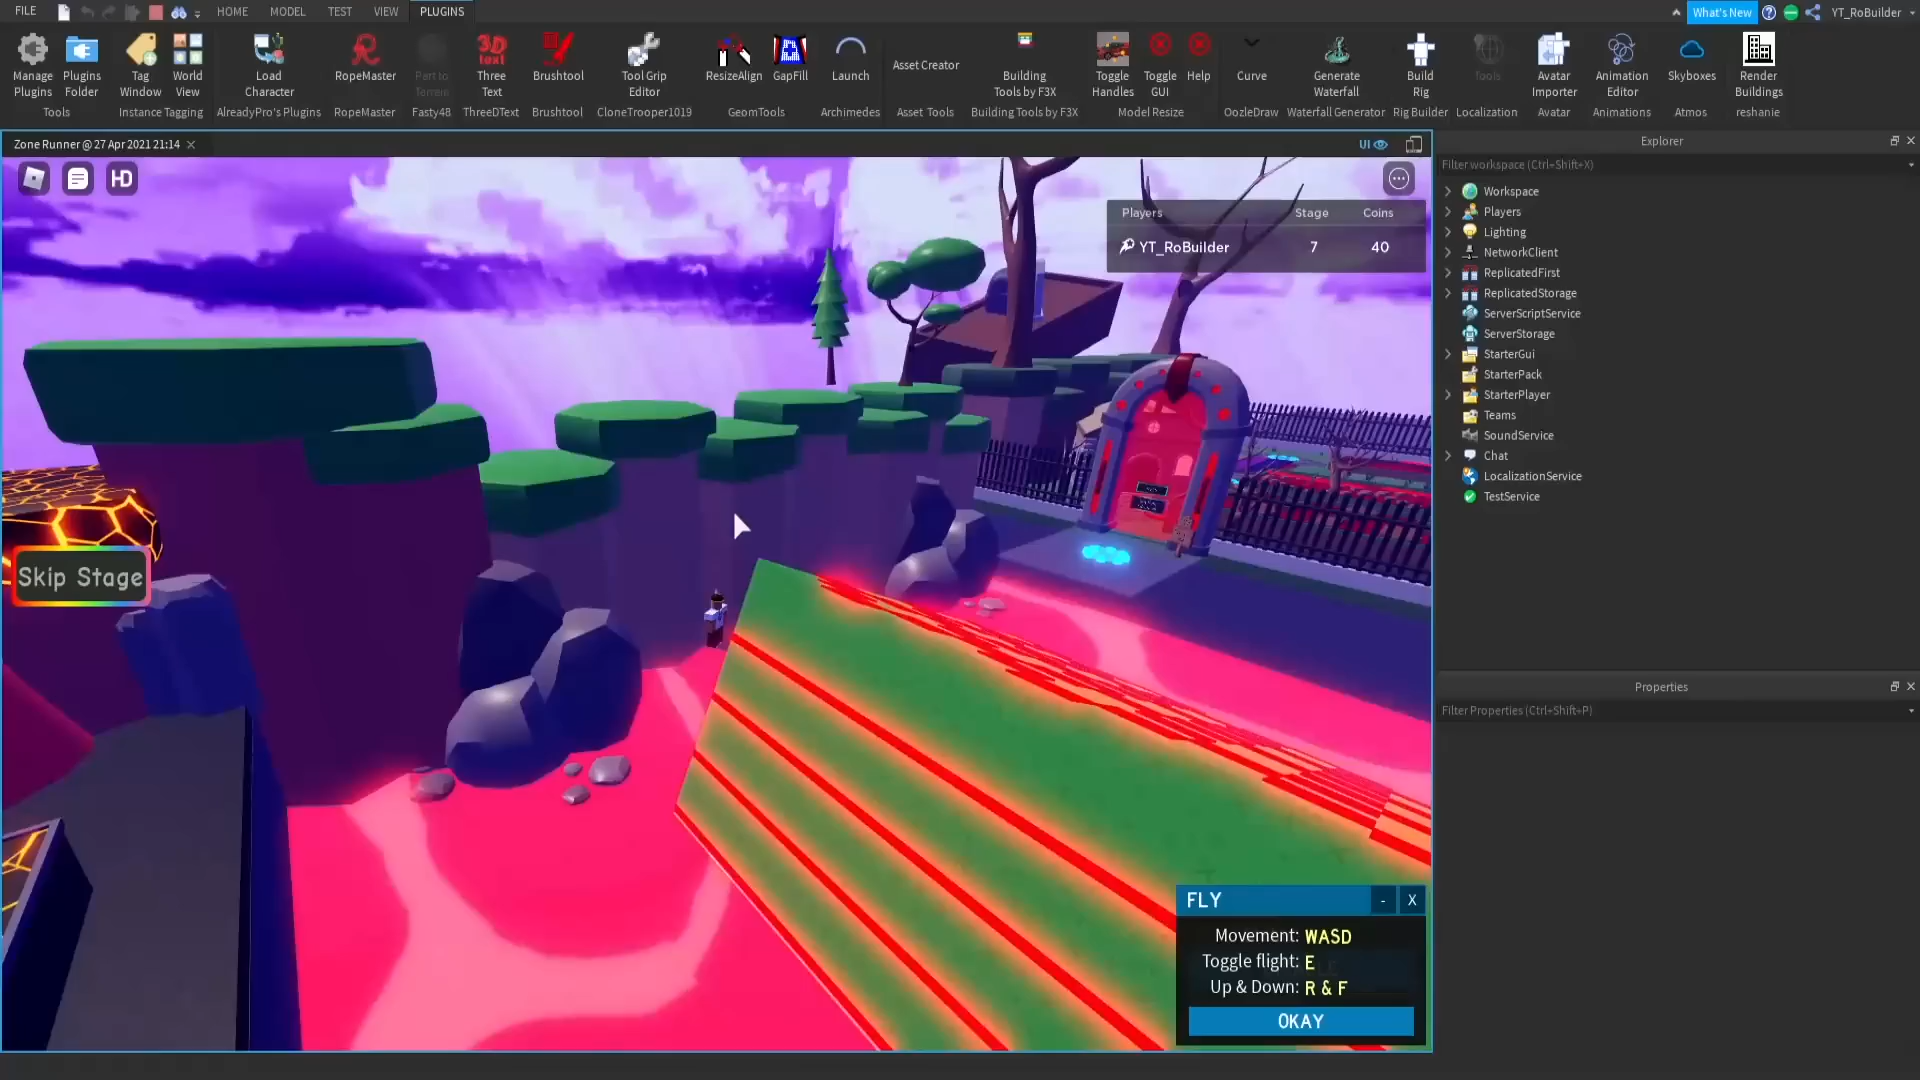 FILE HOME MODEL TEST VIEW PLUGINS What's New YT_RoBuilder
Manage Plugins
Plugins Folder
Tag Window
World View
Load Character
RopeMaster
Part to Terrain
Three Text
Brushtool
Tool Grip Editor
ResizeAlign
GapFill
Launch
Asset Creator
Building Tools by F3X
Toggle Handles
Toggle GUI
Help
Curve
Generate Waterfall
Build Rig
Tools
Avatar Importer
Animation Editor
Skyboxes
Render Buildings
Tools Instance Tagging AlreadyPro's Plugins RopeMaster Fasty48 ThreeDText Brushtool CloneTrooper1019 GeomTools Archimedes Asset Tools Building Tools by F3X Model Resize OozleDraw Waterfall Generator Rig Builder Localization Avatar Animations Atmos reshanie
Zone Runner @ 27 Apr 2021 21:14
UI
HD
Players Stage Coins
YT_RoBuilder 7 40
Skip Stage
FLY - X
Movement: WASD
Toggle flight: E
Up & Down: R & F
OKAY
Explorer
Filter workspace (Ctrl+Shift+X)
Workspace
Players
Lighting
NetworkClient
ReplicatedFirst
ReplicatedStorage
ServerScriptService
ServerStorage
StarterGui
StarterPack
StarterPlayer
Teams
SoundService
Chat
LocalizationService
TestService
Properties
Filter Properties (Ctrl+Shift+P)